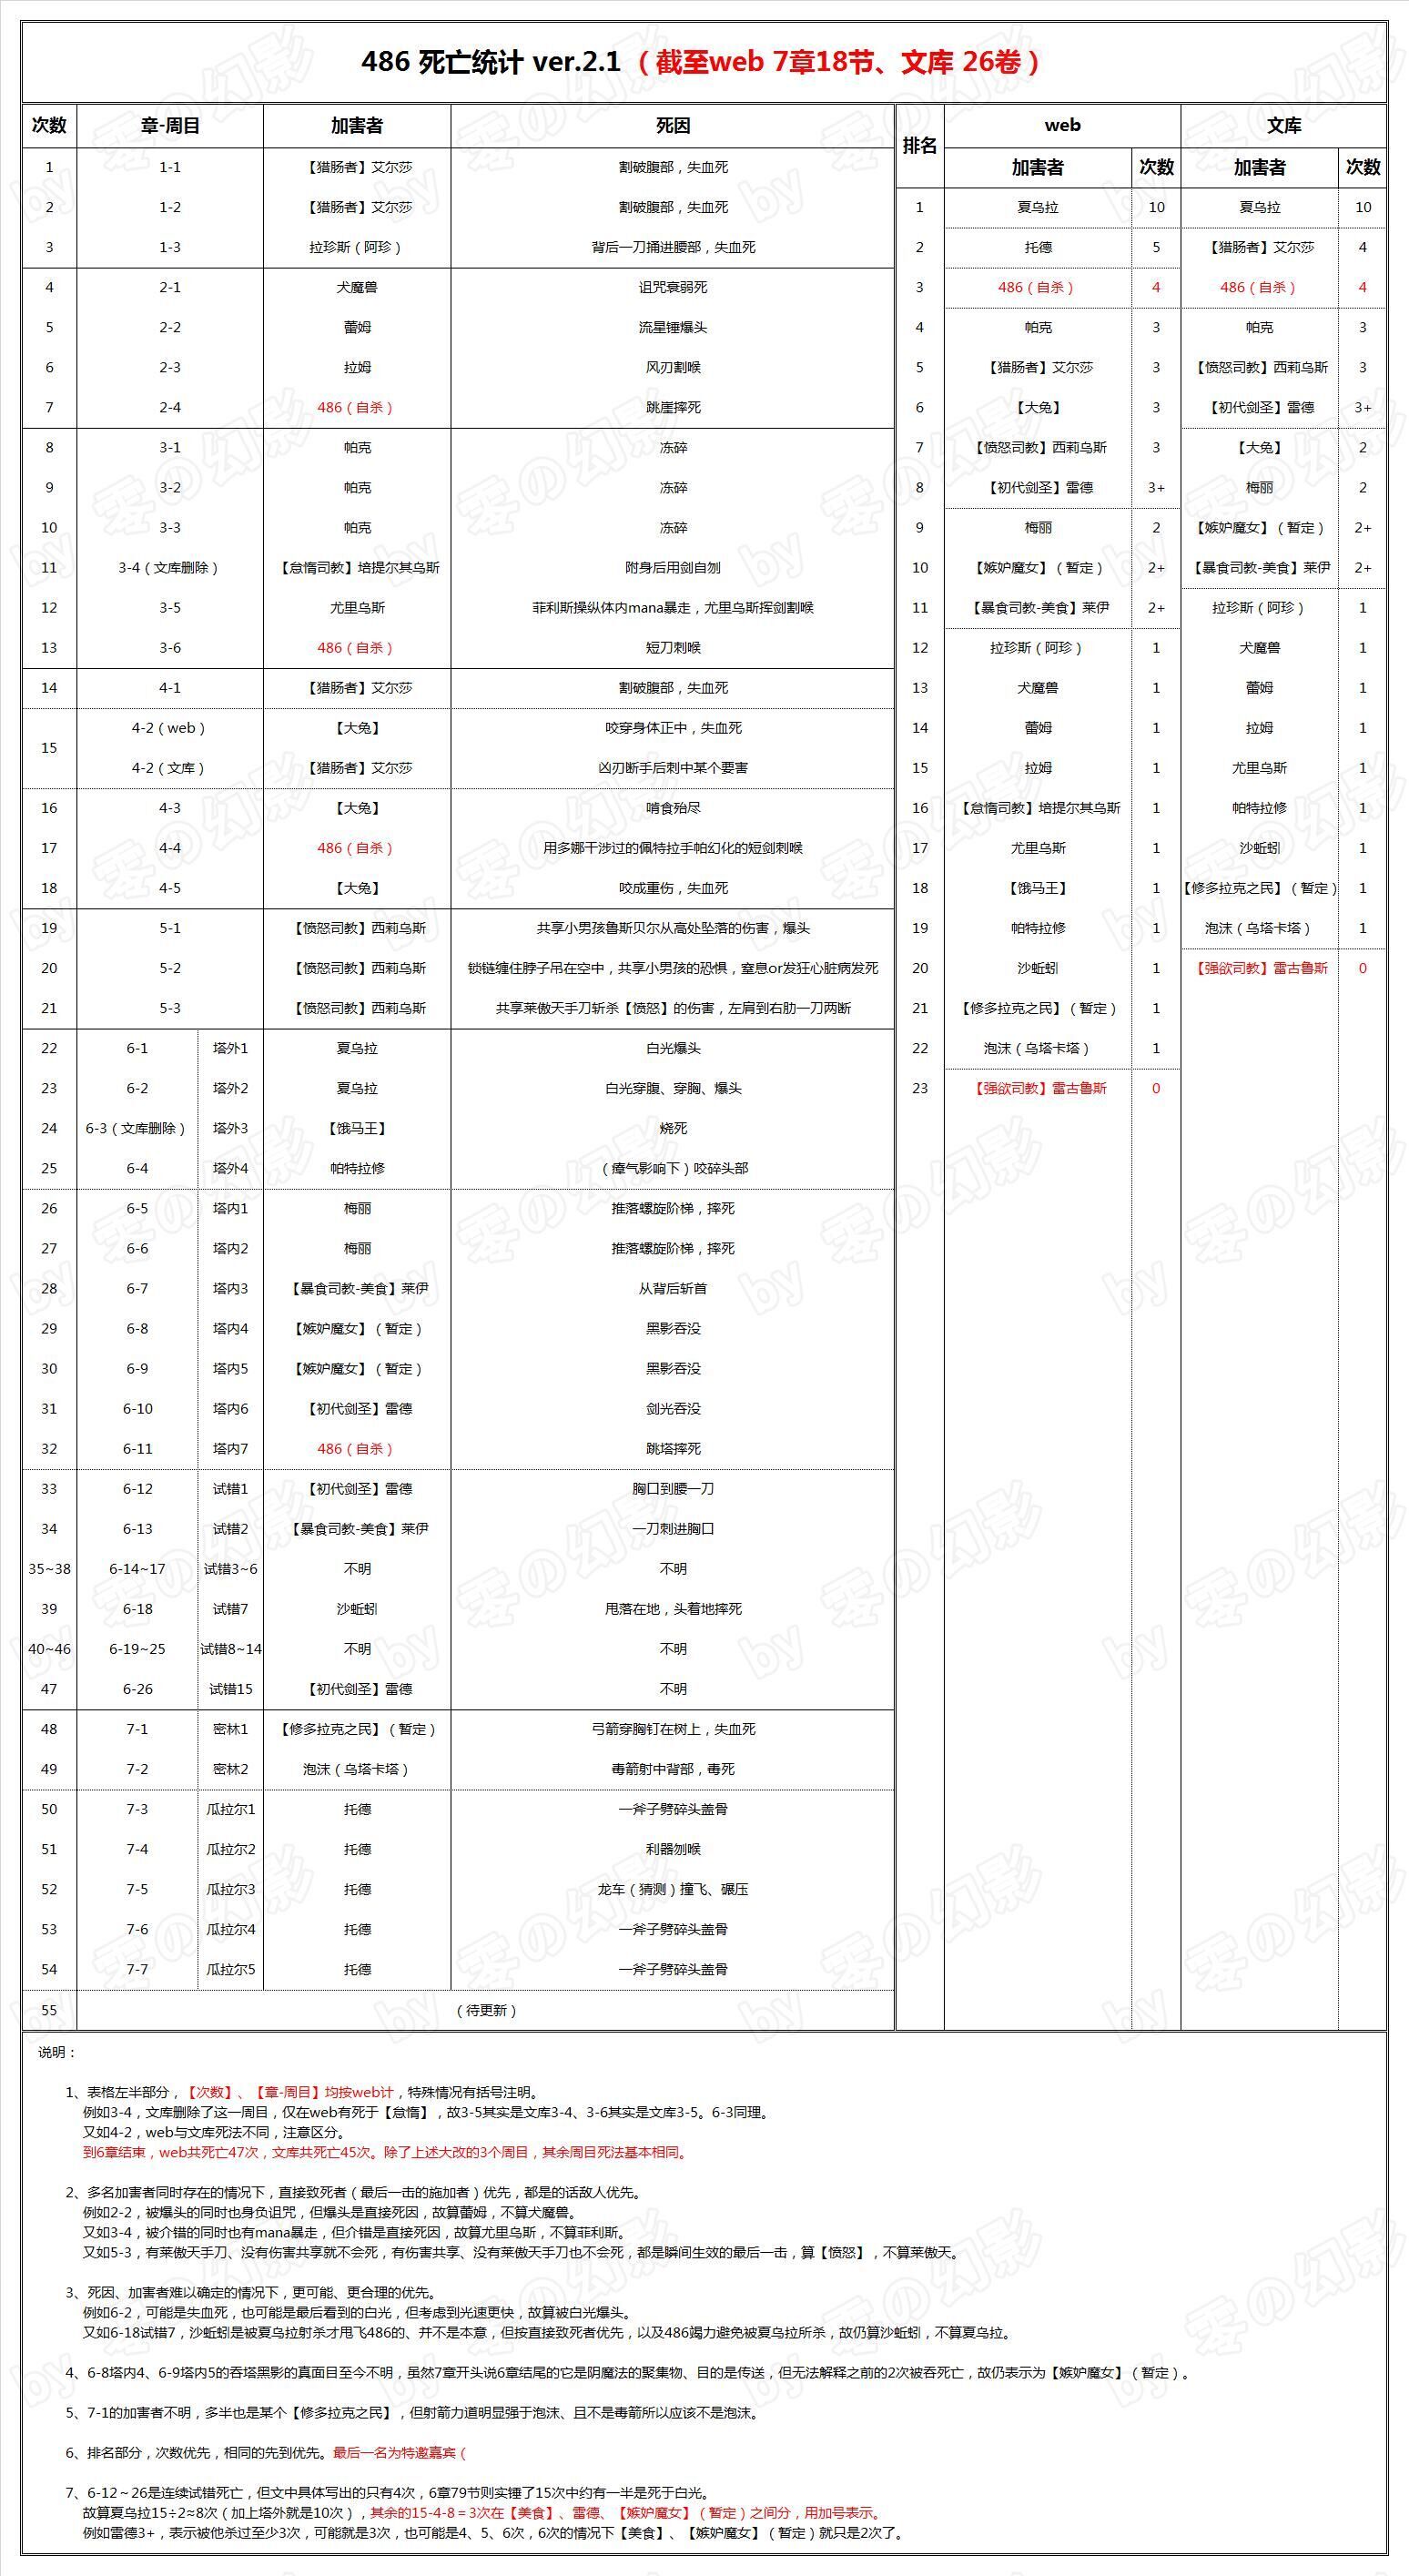 486 死亡统计 ver.2.1（截至web 7章18节、文库 26卷）
次数 章-周目 加害者 死因
1 1-1 【猎肠者】艾尔莎 割破腹部，失血死
2 1-2 【猎肠者】艾尔莎 割破腹部，失血死
3 1-3 拉珍斯（阿珍） 背后一刀捅进腰部，失血死
4 2-1 犬魔兽 诅咒衰弱死
5 2-2 蕾姆 流星锤爆头
6 2-3 拉姆 风刃割喉
7 2-4 486（自杀） 跳崖摔死
8 3-1 帕克 冻碎
9 3-2 帕克 冻碎
10 3-3 帕克 冻碎
11 3-4（文库删除） 【怠惰司教】培提尔其乌斯 附身后用剑自刎
12 3-5 尤里乌斯 菲利斯操纵体内mana暴走，尤里乌斯挥剑割喉
13 3-6 486（自杀） 短刀刺喉
14 4-1 【猎肠者】艾尔莎 割破腹部，失血死
15 4-2（web） 【大兔】 咬穿身体正中，失血死
4-2（文库） 【猎肠者】艾尔莎 凶刃断手后刺中某个要害
16 4-3 【大兔】 啃食殆尽
17 4-4 486（自杀） 用多娜干涉过的佩特拉手帕幻化的短剑刺喉
18 4-5 【大兔】 咬成重伤，失血死
19 5-1 【愤怒司教】西莉乌斯 共享小男孩鲁斯贝尔从高处坠落的伤害，爆头
20 5-2 【愤怒司教】西莉乌斯 锁链缠住脖子吊在空中，共享小男孩的恐惧，窒息or发狂心脏病发死
21 5-3 【愤怒司教】西莉乌斯 共享莱傲天手刀斩杀【愤怒】的伤害，左肩到右肋一刀两断
22 6-1 塔外1 夏乌拉 白光爆头
23 6-2 塔外2 夏乌拉 白光穿腹、穿胸、爆头
24 6-3（文库删除） 塔外3 【饿马王】 烧死
25 6-4 塔外4 帕特拉修 （瘴气影响下）咬碎头部
26 6-5 塔内1 梅丽 推落螺旋阶梯，摔死
27 6-6 塔内2 梅丽 推落螺旋阶梯，摔死
28 6-7 塔内3 【暴食司教-美食】莱伊 从背后斩首
29 6-8 塔内4 【嫉妒魔女】（暂定） 黑影吞没
30 6-9 塔内5 【嫉妒魔女】（暂定） 黑影吞没
31 6-10 塔内6 【初代剑圣】雷德 剑光吞没
32 6-11 塔内7 486（自杀） 跳塔摔死
33 6-12 试错1 【初代剑圣】雷德 胸口到腰一刀
34 6-13 试错2 【暴食司教-美食】莱伊 一刀刺进胸口
35~38 6-14~17 试错3~6 不明 不明
39 6-18 试错7 沙蚯蚓 甩落在地，头着地摔死
40~46 6-19~25 试错8~14 不明 不明
47 6-26 试错15 【初代剑圣】雷德 不明
48 7-1 密林1 【修多拉克之民】（暂定） 弓箭穿胸钉在树上，失血死
49 7-2 密林2 泡沫（乌塔卡塔） 毒箭射中背部，毒死
50 7-3 瓜拉尔1 托德 一斧子劈碎头盖骨
51 7-4 瓜拉尔2 托德 利器刎喉
52 7-5 瓜拉尔3 托德 龙车（猜测）撞飞、碾压
53 7-6 瓜拉尔4 托德 一斧子劈碎头盖骨
54 7-7 瓜拉尔5 托德 一斧子劈碎头盖骨
55 （待更新）
排名 web 文库
加害者 次数 加害者 次数
1 夏乌拉 10 夏乌拉 10
2 托德 5 【猎肠者】艾尔莎 4
3 486（自杀） 4 486（自杀） 4
4 帕克 3 帕克 3
5 【猎肠者】艾尔莎 3 【愤怒司教】西莉乌斯 3
6 【大兔】 3 【初代剑圣】雷德 3+
7 【愤怒司教】西莉乌斯 3 【大兔】 2
8 【初代剑圣】雷德 3+ 梅丽 2
9 梅丽 2 【嫉妒魔女】（暂定） 2+
10 【嫉妒魔女】（暂定） 2+ 【暴食司教-美食】莱伊 2+
11 【暴食司教-美食】莱伊 2+ 拉珍斯（阿珍） 1
12 拉珍斯（阿珍） 1 犬魔兽 1
13 犬魔兽 1 蕾姆 1
14 蕾姆 1 拉姆 1
15 拉姆 1 尤里乌斯 1
16 【怠惰司教】培提尔其乌斯 1 帕特拉修 1
17 尤里乌斯 1 沙蚯蚓 1
18 【饿马王】 1 【修多拉克之民】（暂定） 1
19 帕特拉修 1 泡沫（乌塔卡塔） 1
20 沙蚯蚓 1 【强欲司教】雷古鲁斯 0
21 【修多拉克之民】（暂定） 1
22 泡沫（乌塔卡塔） 1
23 【强欲司教】雷古鲁斯 0
说明：
1、表格左半部分，【次数】、【章-周目】均按web计，特殊情况有括号注明。
例如3-4，文库删除了这一周目，仅在web有死于【怠惰】，故3-5其实是文库3-4、3-6其实是文库3-5。6-3同理。
又如4-2，web与文库死法不同，注意区分。
到6章结束，web共死亡47次，文库共死亡45次。除了上述大改的3个周目，其余周目死法基本相同。
2、多名加害者同时存在的情况下，直接致死者（最后一击的施加者）优先，都是的话敌人优先。
例如2-2，被爆头的同时也身负诅咒，但爆头是直接死因，故算蕾姆，不算犬魔兽。
又如3-4，被介错的同时也有mana暴走，但介错是直接死因，故算尤里乌斯，不算菲利斯。
又如5-3，有莱傲天手刀、没有伤害共享就不会死，有伤害共享、没有莱傲天手刀也不会死，都是瞬间生效的最后一击，算【愤怒】，不算莱傲天。
3、死因、加害者难以确定的情况下，更可能、更合理的优先。
例如6-2，可能是失血死，也可能是最后看到的白光，但考虑到光速更快，故算被白光爆头。
又如6-18试错7，沙蚯蚓是被夏乌拉射杀才甩飞486的、并不是本意，但按直接致死者优先，以及486竭力避免被夏乌拉所杀，故仍算沙蚯蚓，不算夏乌拉。
4、6-8塔内4、6-9塔内5的吞塔黑影的真面目至今不明，虽然7章开头说6章结尾的它是阴魔法的聚集物、目的是传送，但无法解释之前的2次被吞死亡，故仍表示为【嫉妒魔女】（暂定）。
5、7-1的加害者不明，多半也是某个【修多拉克之民】，但射箭力道明显强于泡沫、且不是毒箭所以应该不是泡沫。
6、排名部分，次数优先，相同的先到优先。最后一名为特邀嘉宾（
7、6-12～26是连续试错死亡，但文中具体写出的只有4次，6章79节则实锤了15次中约有一半是死于白光。
故算夏乌拉15÷2≈8次（加上塔外就是10次），其余的15-4-8＝3次在【美食】、雷德、【嫉妒魔女】（暂定）之间分，用加号表示。
例如雷德3+，表示被他杀过至少3次，可能就是3次，也可能是4、5、6次，6次的情况下【美食】、【嫉妒魔女】（暂定）就只是2次了。